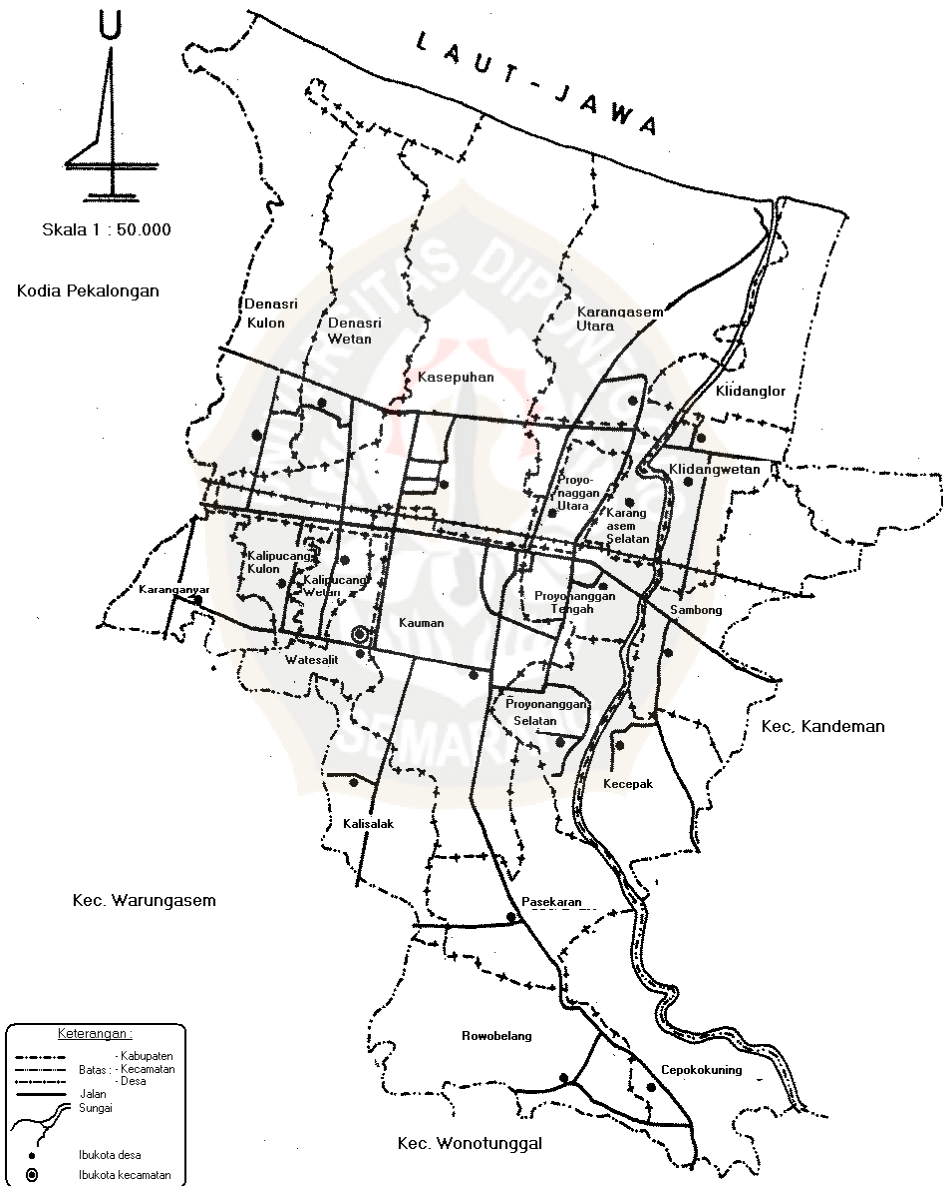 U
LAUT - JAWA
Skala 1 : 50.000
Kodia Pekalongan
Denasri
Kulon
Denasri
Wetan
Karangasem
Utara
Kasepuhan
Klidanglor
Klidangwetan
Proyo-
naggan
Utara
Karang
asem
Selatan
Kalipucang
Kulon
Kalipucang
Wetan
Karanganyar
Proyonanggan
Tengah
Sambong
Kauman
Watesalit
Proyonanggan
Selatan
Kec, Kandeman
Kecepak
Kalisalak
Kec. Warungasem
Pasekaran
Rowobelang
Cepokokuning
Kec. Wonotunggal
Keterangan :
- Kabupaten
Batas : - Kecamatan
- Desa
Jalan
Sungai
Ibukota desa
Ibukota kecamatan
UNIVERSITAS DIPONEGORO
SEMARANG